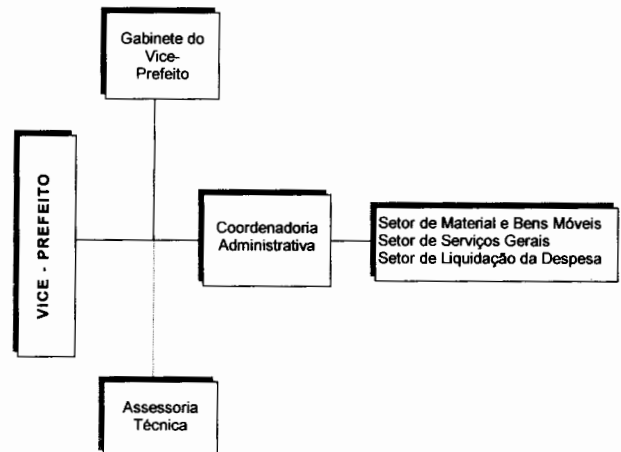 Gabinete do
Vice-
Prefeito
VICE - PREFEITO
Coordenadoria
Administrativa
Setor de Material e Bens Móveis
Setor de Serviços Gerais
Setor de Liquidação da Despesa
Assessoria
Técnica